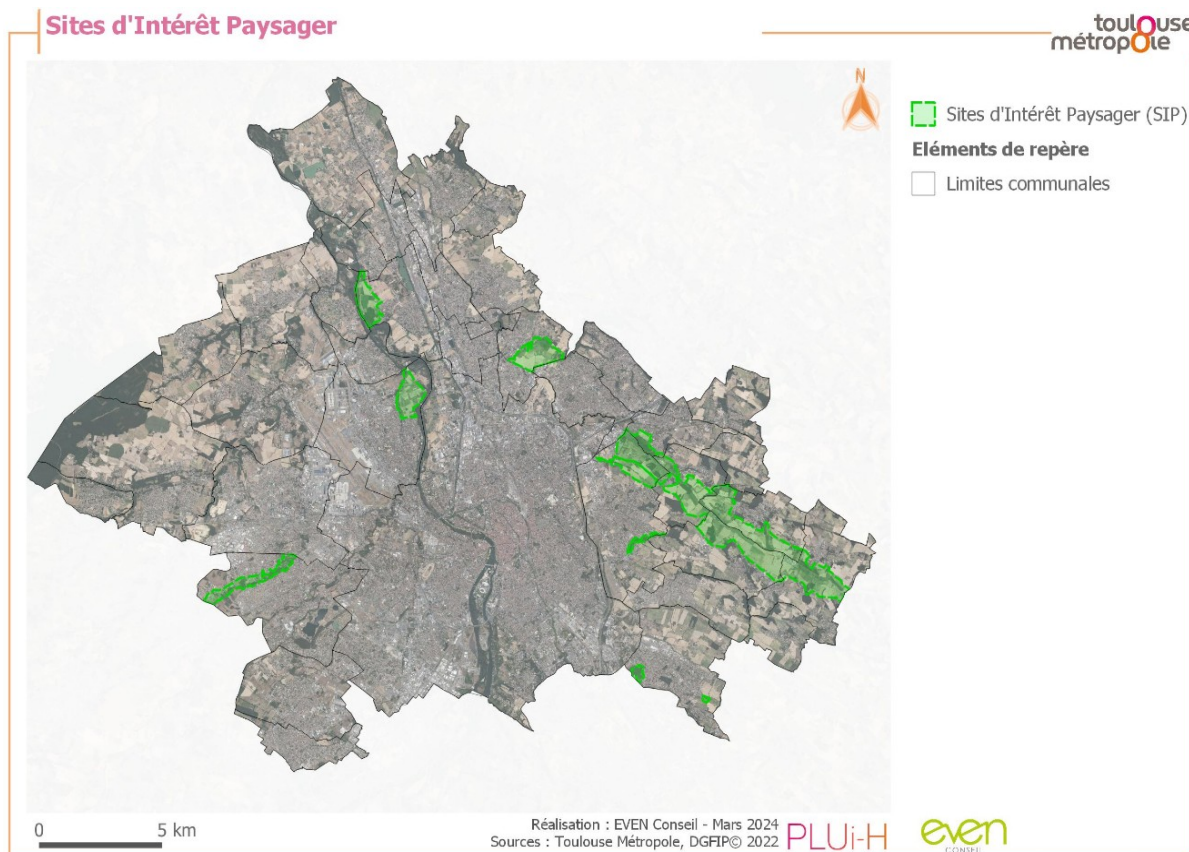 Sites d'Intérêt Paysager
toulouse
métropole
N
Sites d'Intérêt Paysager (SIP)
Eléments de repère
Limites communales
0 5 km
Réalisation : EVEN Conseil - Mars 2024
Sources : Toulouse Métropole, DGFIP© 2022
PLUi-H
even
CONSEIL